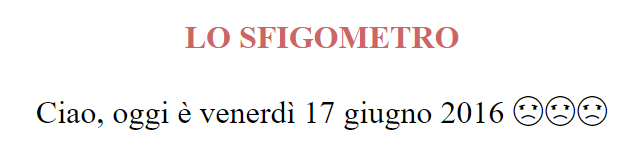 LO SFIGOMETRO
Ciao, oggi è venerdì 17 giugno 2016 😞😞😞